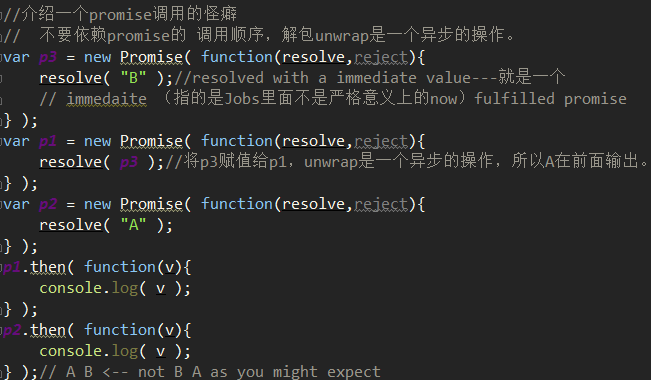 //介绍一个promise调用的怪癖
// 不要依赖promise的 调用顺序，解包unwrap是一个异步的操作。
var p3 = new Promise( function(resolve,reject){
resolve( "B" );//resolved with a immediate value---就是一个
// immedaite （指的是Jobs里面不是严格意义上的now）fulfilled promise
} );
var p1 = new Promise( function(resolve,reject){
resolve( p3 );//将p3赋值给p1，unwrap是一个异步的操作，所以A在前面输出。
} );
var p2 = new Promise( function(resolve,reject){
resolve( "A" );
} );
p1.then( function(v){
console.log( v );
} );
p2.then( function(v){
console.log( v );
} );// A B <-- not B A as you might expect